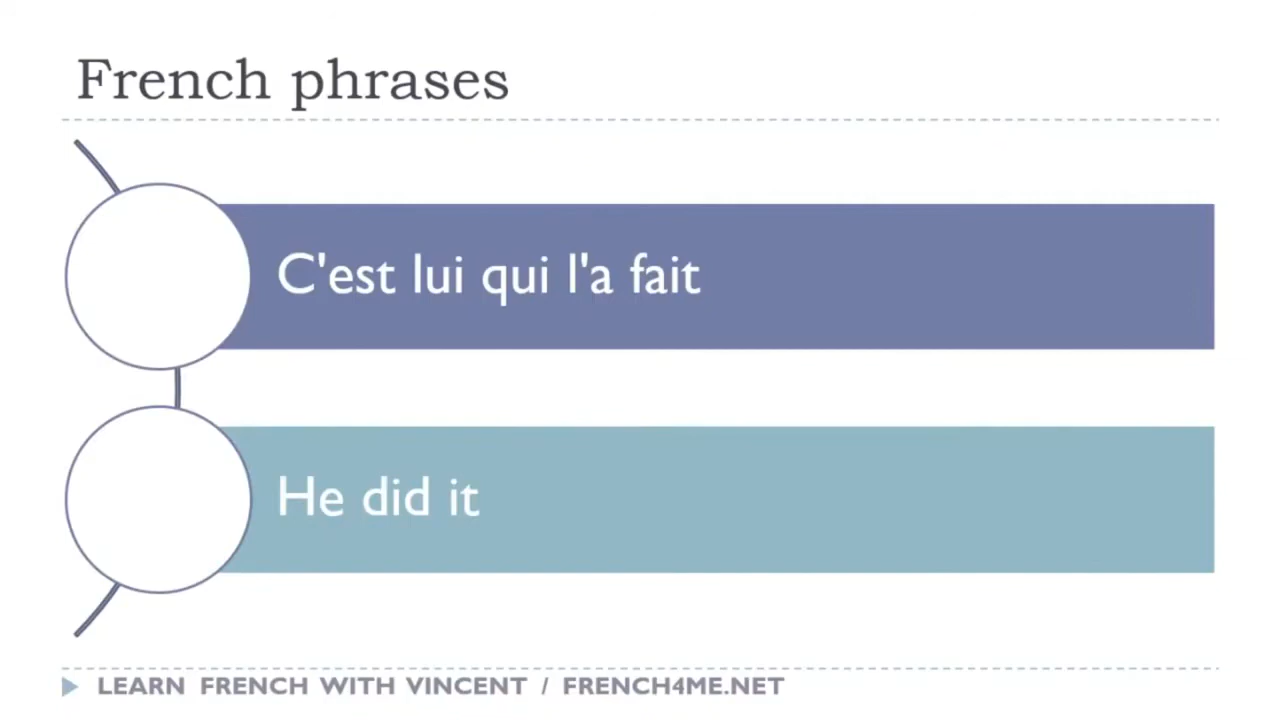 French phrases
C'est lui qui l'a fait
He did it
LEARN FRENCH WITH VINCENT / FRENCH4ME.NET